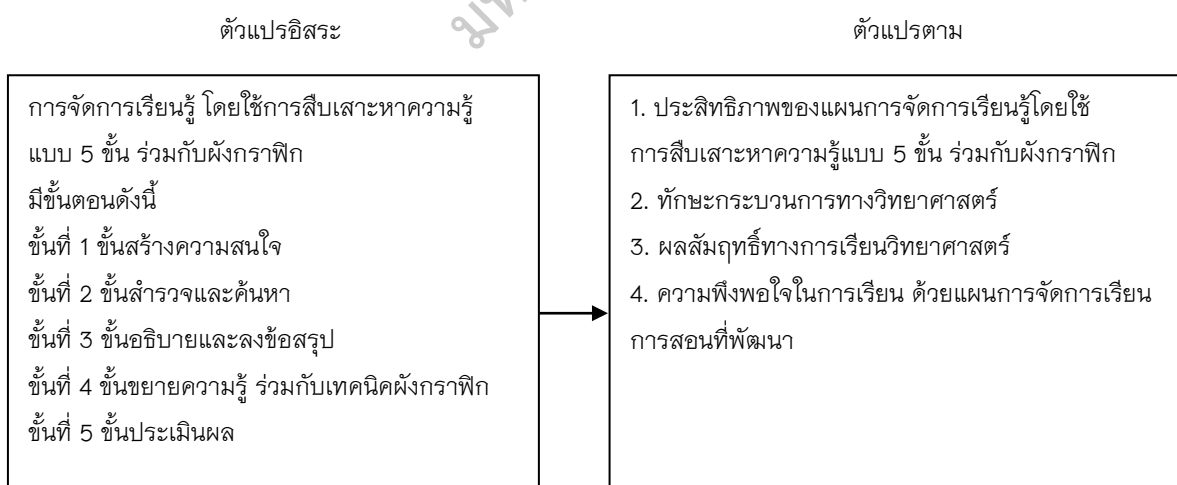 ตัวแปรอิสระ
ตัวแปรตาม
การจัดการเรียนรู้ โดยใช้การสืบเสาะหาความรู้
แบบ 5 ขั้น ร่วมกับผังกราฟิก
มีขั้นตอนดังนี้
ขั้นที่ 1 ขั้นสร้างความสนใจ
ขั้นที่ 2 ขั้นสำรวจและค้นหา
ขั้นที่ 3 ขั้นอธิบายและลงข้อสรุป
ขั้นที่ 4 ขั้นขยายความรู้ ร่วมกับเทคนิคผังกราฟิก
ขั้นที่ 5 ขั้นประเมินผล
1. ประสิทธิภาพของแผนการจัดการเรียนรู้โดยใช้
การสืบเสาะหาความรู้แบบ 5 ขั้น ร่วมกับผังกราฟิก
2. ทักษะกระบวนการทางวิทยาศาสตร์
3. ผลสัมฤทธิ์ทางการเรียนวิทยาศาสตร์
4. ความพึงพอใจในการเรียน ด้วยแผนการจัดการเรียน
การสอนที่พัฒนา